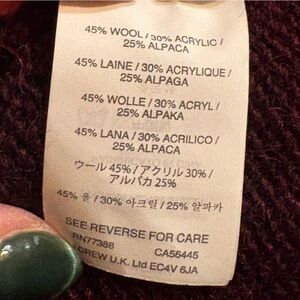 45% WOOL / 30% ACRYLIC /
25% ALPACA
45% LAINE / 30% ACRYLIQUE /
25% ALPAGA
45% WOLLE / 30% ACRYL /
25% ALPAKA
45% LANA / 30% ACRILICO /
25% ALPACA
ウール 45% / アクリル 30% /
アルパカ 25%
45% 울 / 30% 아크릴 / 25% 알파카
SEE REVERSE FOR CARE
RN77388 CA56445
CREW U.K. Ltd EC4V 6JA